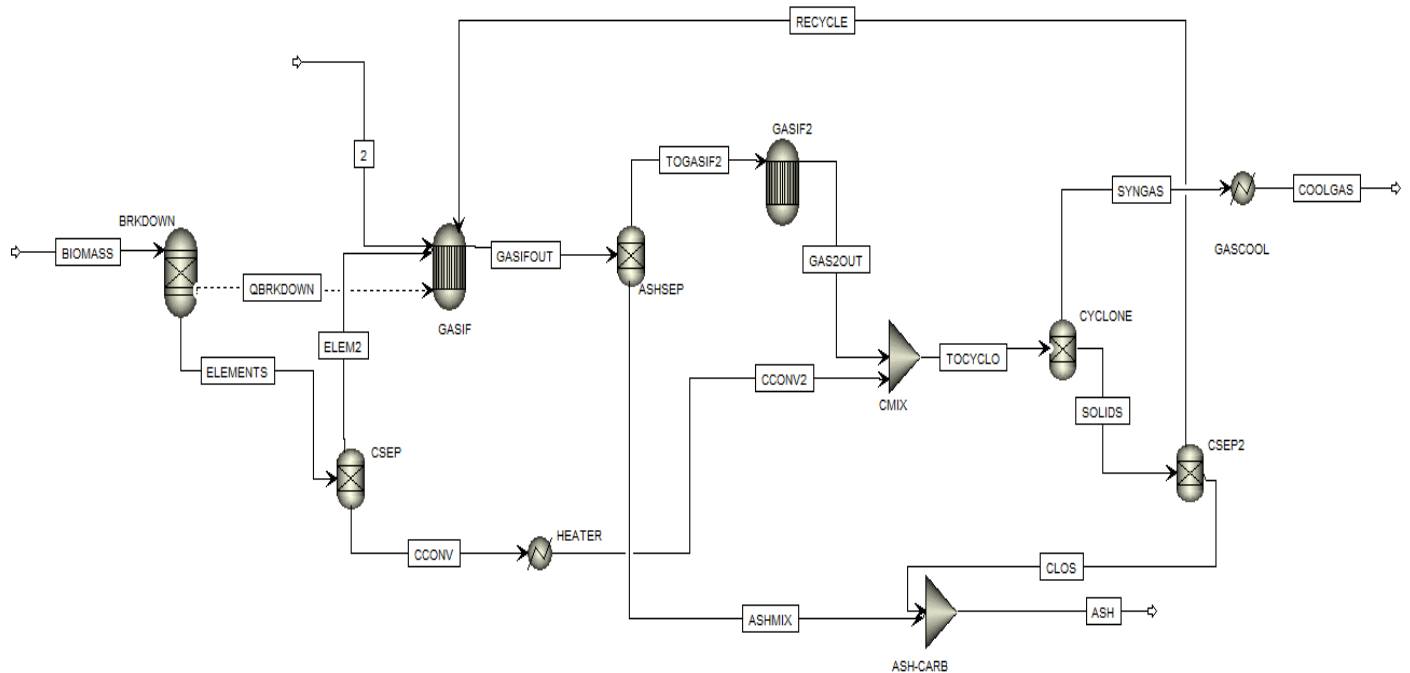 RECYCLE
GASIF2
2
TOGASIF2
SYNGAS
COOLGAS
BRKDOWN
BIOMASS
GASIFOUT
GAS2OUT
GASCOOL
QBRKDOWN
ASHSEP
CYCLONE
GASIF
ELEM2
TOCYCLO
ELEMENTS
CCONV2
CMIX
SOLIDS
CSEP
CSEP2
HEATER
CCONV
CLOS
ASHMIX
ASH
ASH-CARB